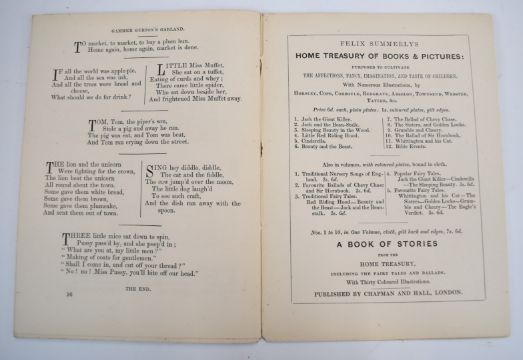 GAMMER GURDON'S GARLAND.
TO market, to market, to buy a plum bun.
Home again, home again, market is done.
IF all the world was apple-pie,
And all the sea was ink,
And all the trees were bread and
cheese,
What should we do for drink?
LITTLE Miss Muffet,
She sat on a tuffet,
Eating of curds and whey;
There came little spider,
Who sat down beside her,
And frightened Miss Muffet away.
TOM, Tom, the piper's son,
Stole a pig and away he run.
The pig was eat, and Tom was beat,
And Tom run crying down the street.
THE lion and the unicorn
Were fighting for the crown,
The lion beat the unicorn
All round about the town.
Some gave them white bread,
Some gave them brown,
Some gave them plumcake,
And sent them out of town.
SING hey diddle, diddle,
The cat and the fiddle,
The cow jump'd over the moon,
The little dog laugh'd
To see such craft,
And the dish ran away with the
spoon.
THREE little mice sat down to spin,
Pussy pass'd by, and she peep'd in;
"What are you at, my little men?"
"Making of coats for gentlemen."
"Shall I come in, and cut off your thread?"
"No! no! Miss Pussy, you'll bite off our head."
36
THE END.
FELIX SUMMERLY'S
HOME TREASURY OF BOOKS & PICTURES:
PURPOSED TO CULTIVATE
THE AFFECTIONS, FANCY, IMAGINATION, AND TASTE OF CHILDREN.
With Numerous Illustrations, by
HORSLEY, COPE, CORBOULD, REDGRAVE, ABSOLON, TOWNSEND, WEBSTER,
TAYLER, &c.
Price 6d. each, plain plates; 1s. coloured plates, gilt edges.
1. Jack the Giant Killer.
2. Jack and the Bean-Stalk.
3. Sleeping Beauty in the Wood.
4. Little Red Riding Hood.
5. Cinderella.
6. Beauty and the Beast.
7. The Ballad of Chevy Chase.
8. The Sisters, and Golden Locks.
9. Grumble and Cheery.
10. The Ballad of Sir Hornbook.
11. Whittington and his Cat.
12. Bible Events.
Also in volumes, with coloured plates, bound in cloth.
1. Traditional Nursery Songs of Eng-
land. 2s. 6d.
2. Favourite Ballads of Chevy Chase
and Sir Hornbook. 2s. 6d.
3. Traditional Fairy Tales.
Red Riding Hood—Beauty and
the Beast—Jack and the Bean-
stalk. 3s. 6d.
4. Popular Fairy Tales.
Jack the Giant Killer—Cinderella
—The Sleeping Beauty. 3s. 6d.
5. Favourite Fairy Tales.
Whittington and his Cat—The
Sisters—Golden Locks—Grum-
ble and Cheery—The Eagle's
Verdict. 3s. 6d.
Nos. 1 to 10, in One Volume, cloth, gilt back and edges, 7s. 6d.
A BOOK OF STORIES
FROM THE
HOME TREASURY,
INCLUDING THE FAIRY TALES AND BALLADS.
With Thirty Coloured Illustrations.
PUBLISHED BY CHAPMAN AND HALL, LONDON.